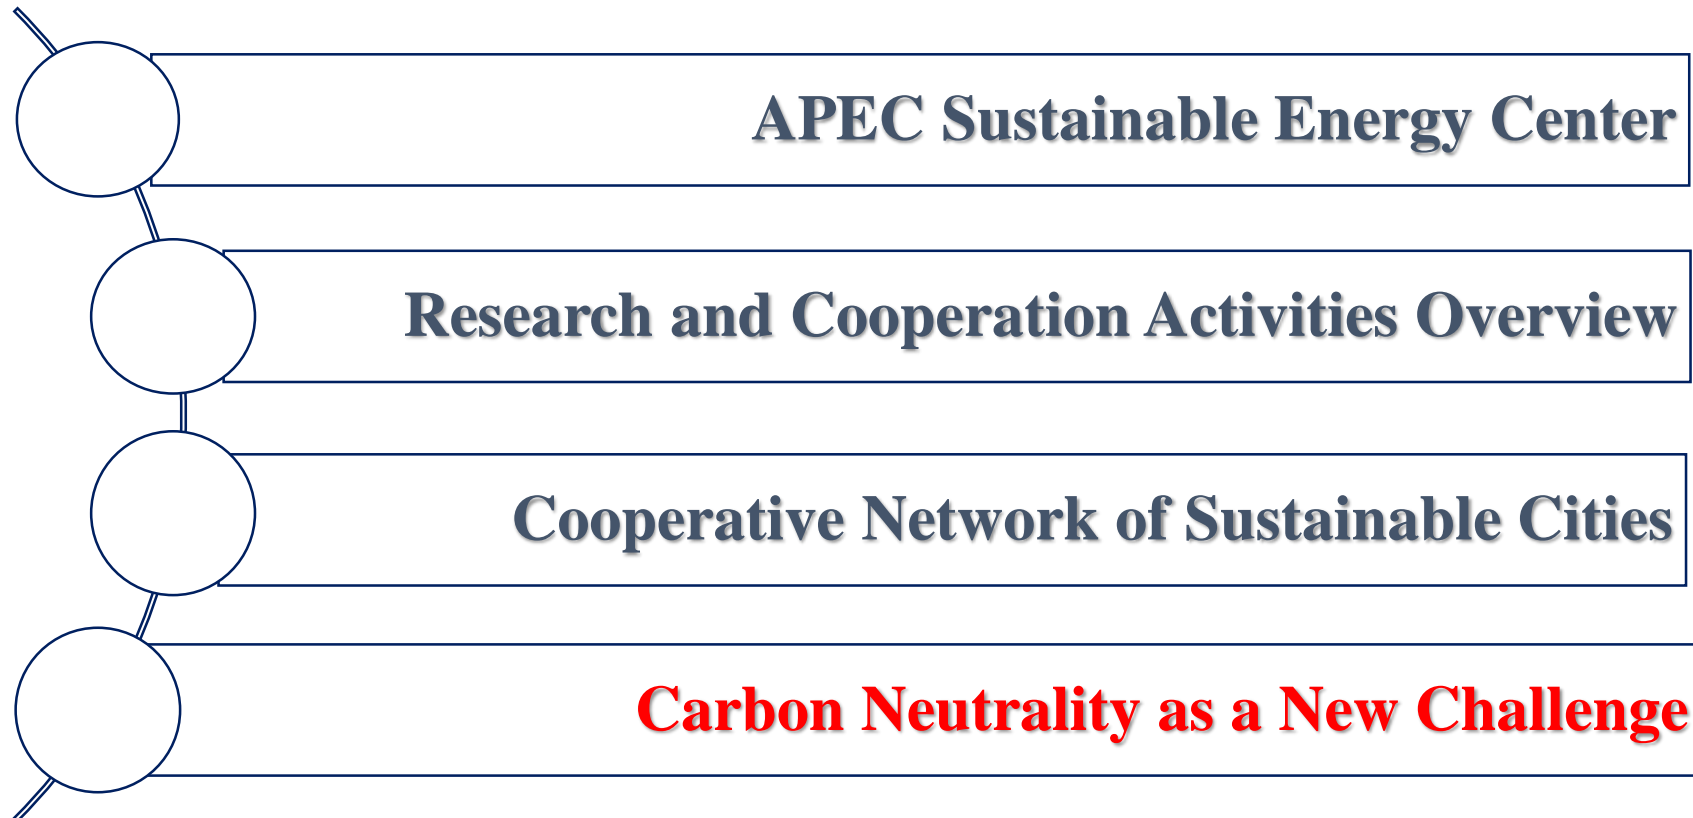 APEC Sustainable Energy Center
Research and Cooperation Activities Overview
Cooperative Network of Sustainable Cities
Carbon Neutrality as a New Challenge